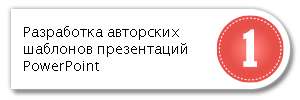 Разработка авторских
шаблонов презентаций
PowerPoint
1